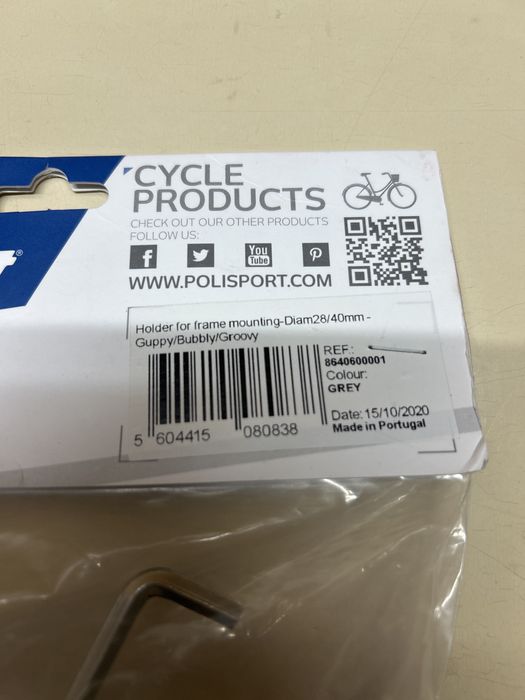 CYCLE
PRODUCTS
CHECK OUT OUR OTHER PRODUCTS
FOLLOW US:
f
You
Tube
WWW.POLISPORT.COM
Holder for frame mounting-Diam28/40mm -
Guppy/Bubbly/Groovy
REF.:
8640600001
Colour:
GREY
5 604415 080838
Date: 15/10/2020
Made in Portugal